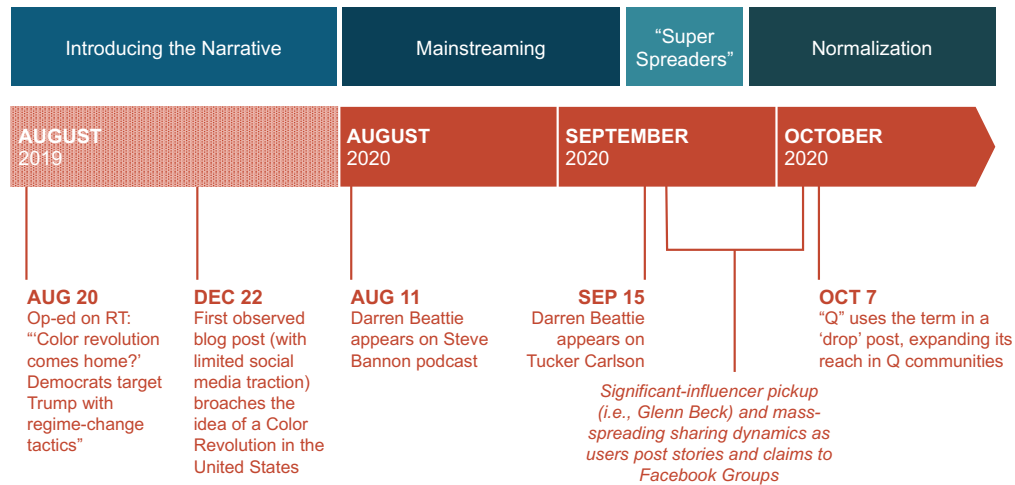 Introducing the Narrative
Mainstreaming
“Super
Spreaders”
Normalization
AUGUST
2019
AUGUST
2020
SEPTEMBER
2020
OCTOBER
2020
AUG 20
Op-ed on RT:
“‘Color revolution
comes home?’
Democrats target
Trump with
regime-change
tactics”
DEC 22
First observed
blog post (with
limited social
media traction)
broaches the
idea of a Color
Revolution in the
United States
AUG 11
Darren Beattie
appears on Steve
Bannon podcast
SEP 15
Darren Beattie
appears on
Tucker Carlson
Significant-influencer pickup
(i.e., Glenn Beck) and mass-
spreading sharing dynamics as
users post stories and claims to
Facebook Groups
OCT 7
“Q” uses the term in a
‘drop’ post, expanding its
reach in Q communities